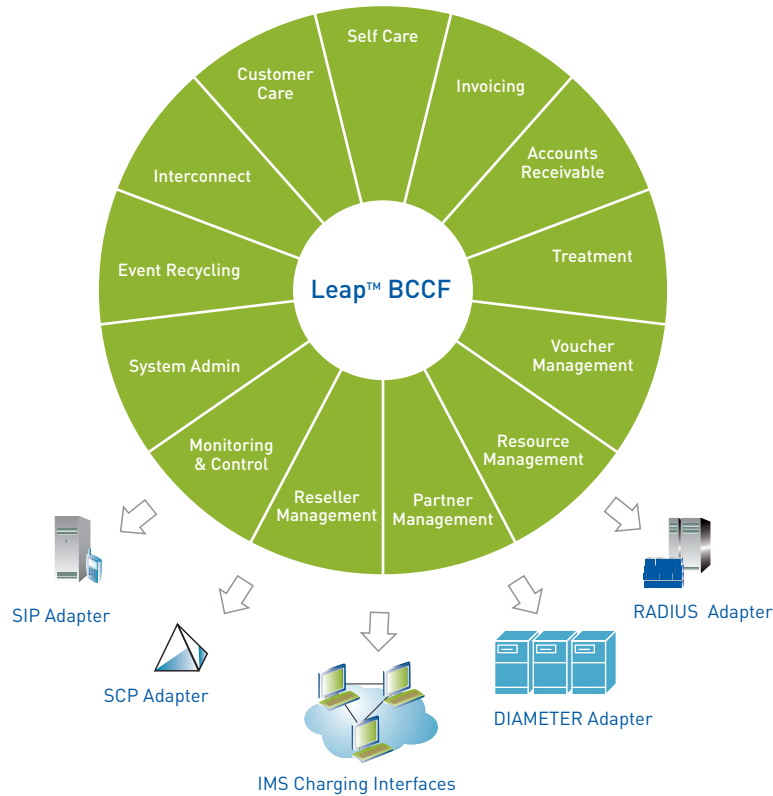 Self Care
Customer
Care
Invoicing
Accounts
Receivable
Interconnect
Treatment
Event Recycling
Leap™ BCCF
Voucher
Management
System Admin
Resource
Management
Monitoring
& Control
Reseller
Management
Partner
Management
SIP Adapter
RADIUS Adapter
SCP Adapter
DIAMETER Adapter
IMS Charging Interfaces